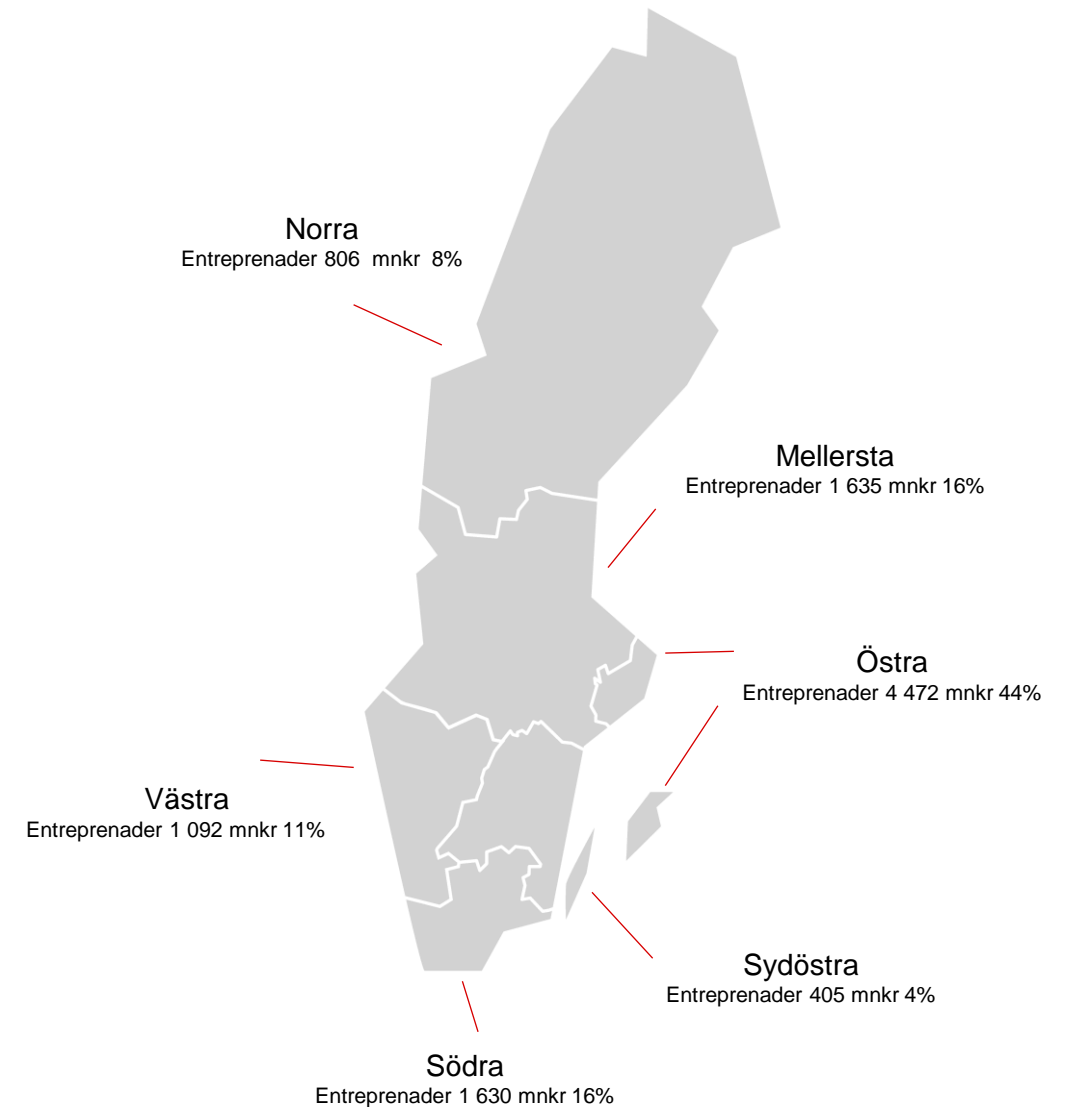 Norra
Entreprenader 806 mnkr 8%
Mellersta
Entreprenader 1 635 mnkr 16%
Östra
Entreprenader 4 472 mnkr 44%
Västra
Entreprenader 1 092 mnkr 11%
Sydöstra
Entreprenader 405 mnkr 4%
Södra
Entreprenader 1 630 mnkr 16%